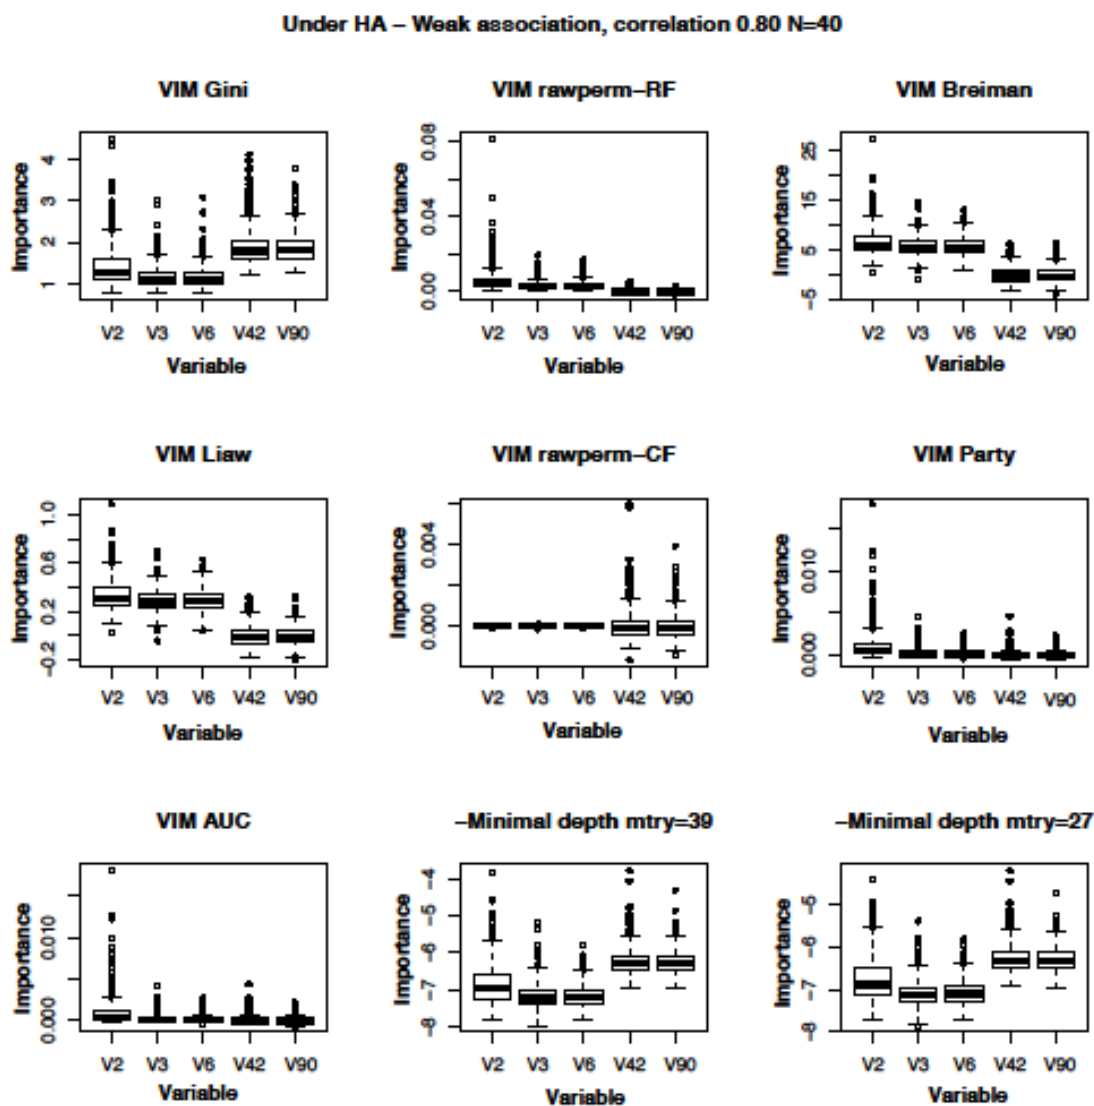 Under HA – Weak association, correlation 0.80 N=40
VIM Gini
Importance
1 2 3 4
V2 V3 V6 V42 V90
Variable
VIM rawperm–RF
Importance
0.00 0.04 0.08
V2 V3 V6 V42 V90
Variable
VIM Breiman
Importance
−5 5 15 25
V2 V3 V6 V42 V90
Variable
VIM Liaw
Importance
−0.2 0.2 0.6 1.0
V2 V3 V6 V42 V90
Variable
VIM rawperm–CF
Importance
0.000 0.004
V2 V3 V6 V42 V90
Variable
VIM Party
Importance
0.000 0.010
V2 V3 V6 V42 V90
Variable
VIM AUC
Importance
0.000 0.010
V2 V3 V6 V42 V90
Variable
–Minimal depth mtry=39
Importance
−8 −7 −6 −5 −4
V2 V3 V6 V42 V90
Variable
–Minimal depth mtry=27
Importance
−8 −7 −6 −5
V2 V3 V6 V42 V90
Variable